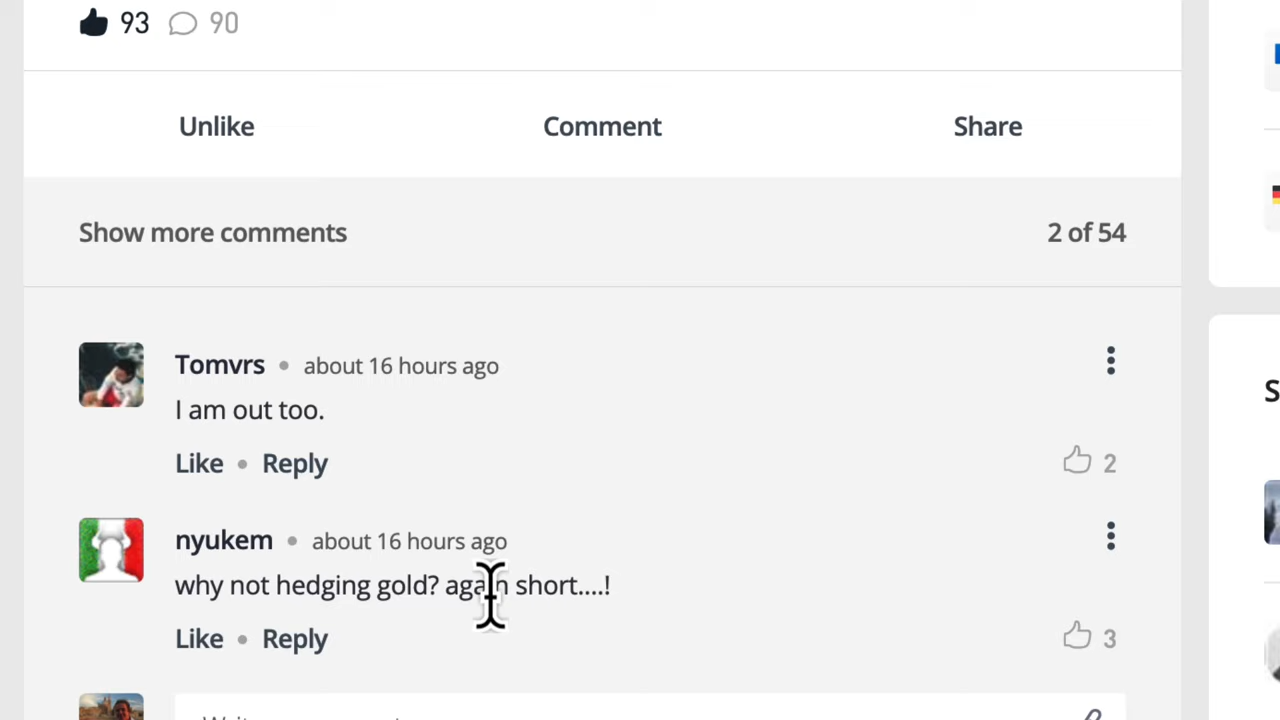 93 90
Unlike Comment Share
Show more comments 2 of 54
Tomvrs • about 16 hours ago
I am out too.
Like • Reply 2
nyukem • about 16 hours ago
why not hedging gold? again short....!
Like • Reply 3
S